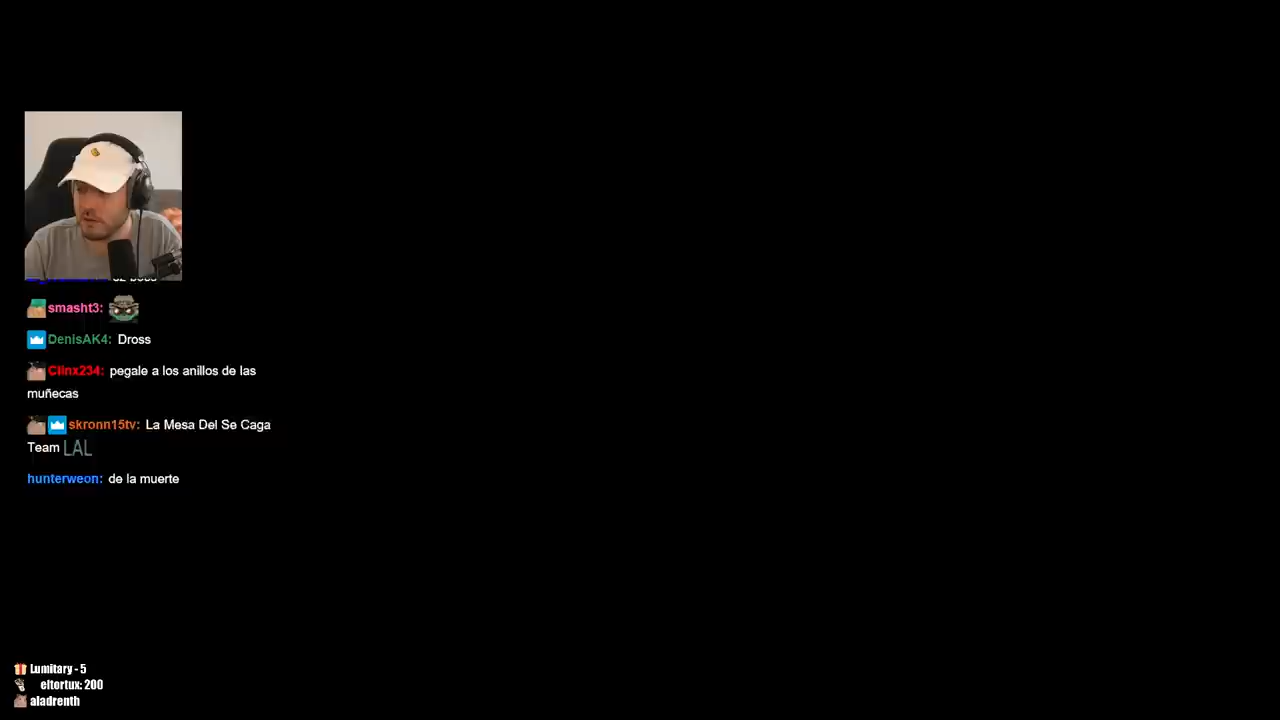 smasht3:
DenisAK4: Dross
Clinx234: pegale a los anillos de las
muñecas
skronn15tv: La Mesa Del Se Caga
Team LAL
hunterweon: de la muerte
Lumitary - 5
eltortux: 200
aladrenth